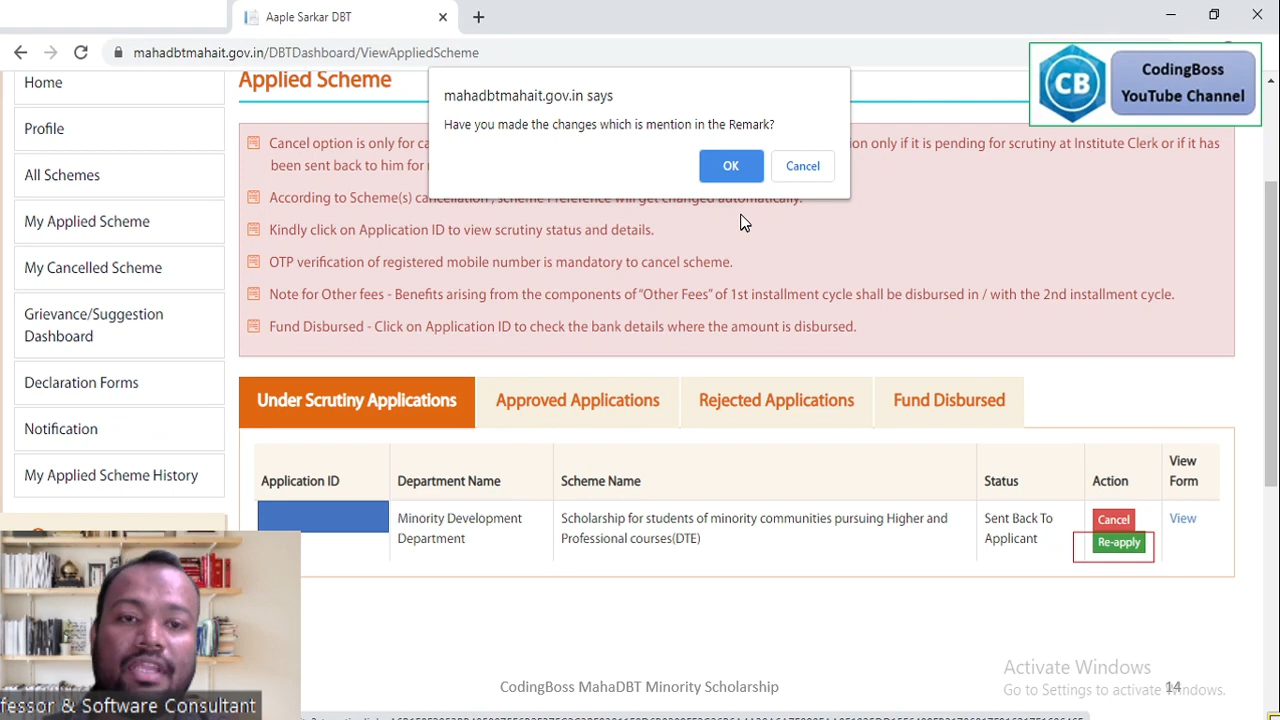 Aaple Sarkar DBT
mahadbtmahait.gov.in/DBTDashboard/ViewAppliedScheme
CodingBoss
YouTube Channel
CB
mahadbtmahait.gov.in says
Have you made the changes which is mention in the Remark?
OK
Cancel
Home
Profile
All Schemes
My Applied Scheme
My Cancelled Scheme
Grievance/Suggestion
Dashboard
Declaration Forms
Notification
My Applied Scheme History
Applied Scheme
Cancel option is only for ca ion only if it is pending for scrutiny at Institute Clerk or if it has
been sent back to him for
According to Scheme(s) cancellation , scheme Preference will get changed automatically.
Kindly click on Application ID to view scrutiny status and details.
OTP verification of registered mobile number is mandatory to cancel scheme.
Note for Other fees - Benefits arising from the components of “Other Fees” of 1st installment cycle shall be disbursed in / with the 2nd installment cycle.
Fund Disbursed - Click on Application ID to check the bank details where the amount is disbursed.
Under Scrutiny Applications
Approved Applications
Rejected Applications
Fund Disbursed
Application ID
Department Name
Scheme Name
Status
Action
View
Form
Minority Development
Department
Scholarship for students of minority communities pursuing Higher and
Professional courses(DTE)
Sent Back To
Applicant
Cancel
Re-apply
View
CodingBoss MahaDBT Minority Scholarship
14
Activate Windows
Go to Settings to activate Windows.
fessor & Software Consultant